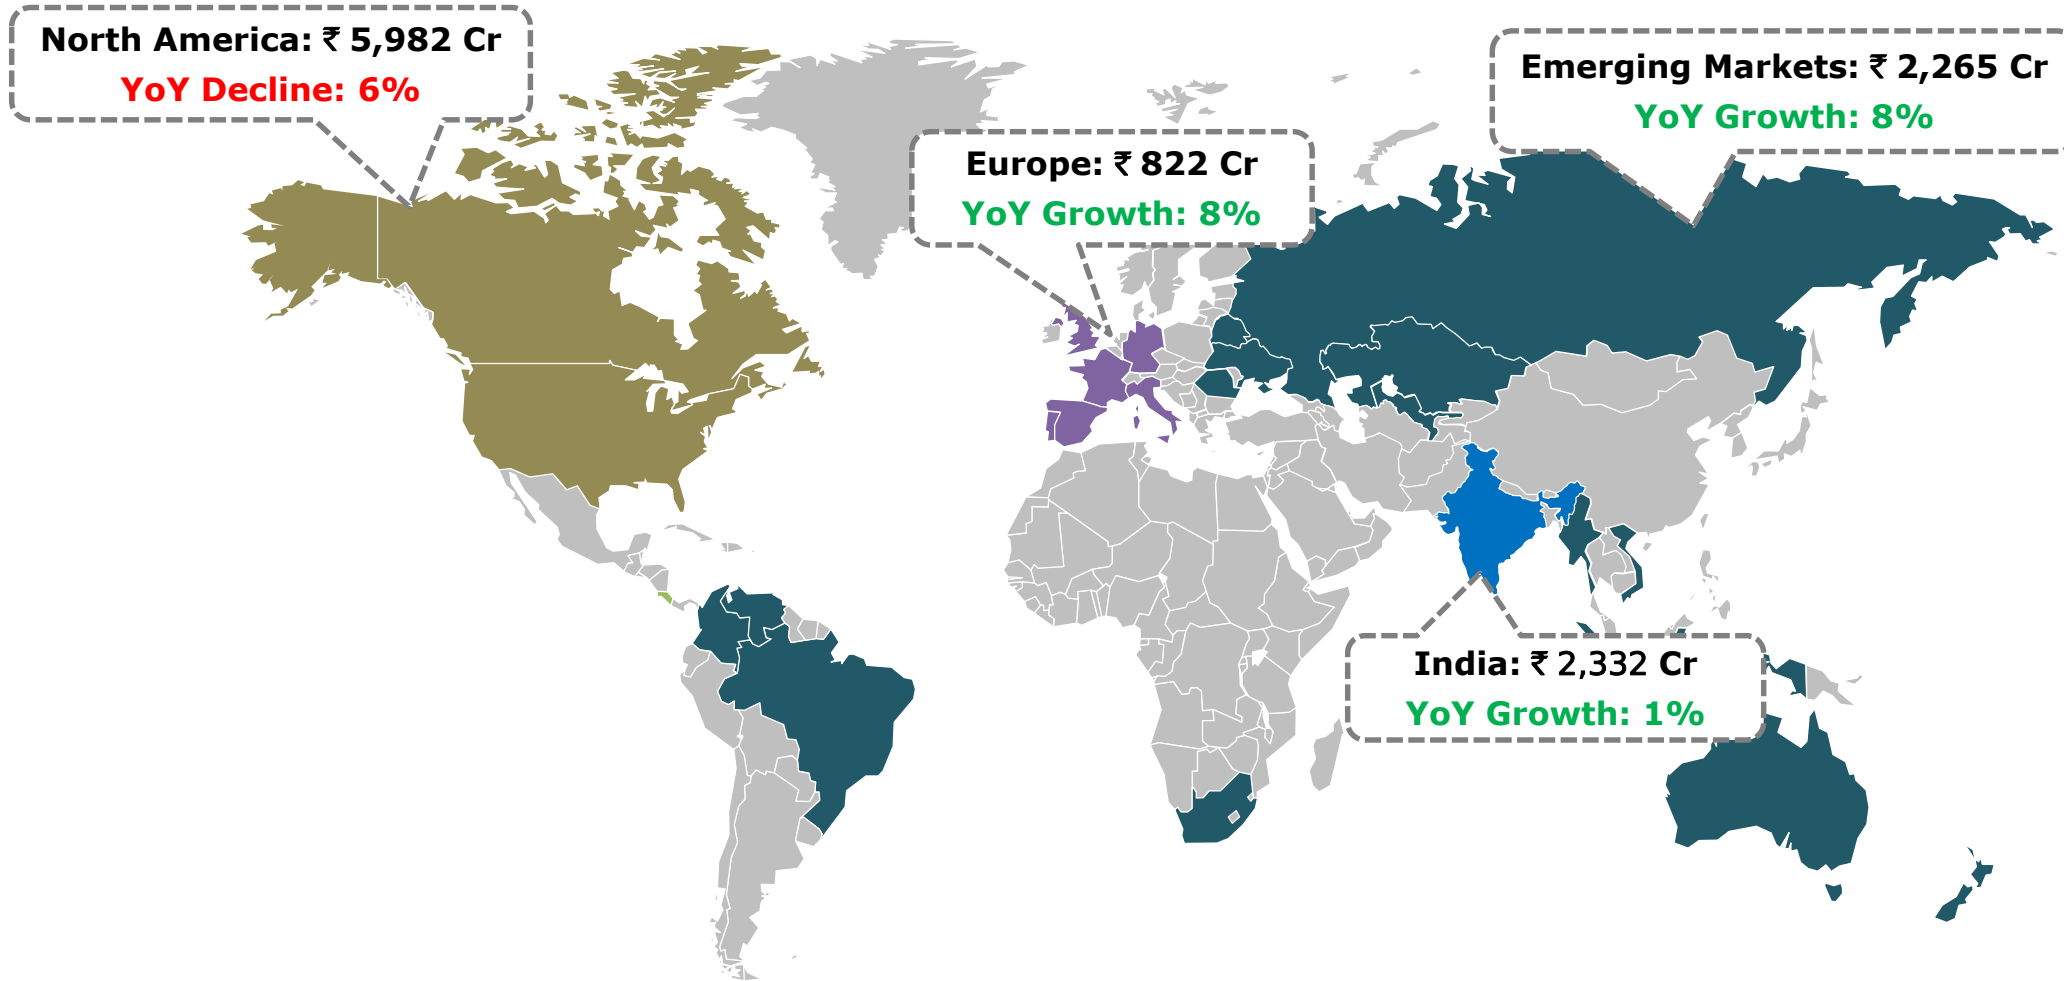 North America: ₹ 5,982 Cr
YoY Decline: 6%
Emerging Markets: ₹ 2,265 Cr
YoY Growth: 8%
Europe: ₹ 822 Cr
YoY Growth: 8%
India: ₹ 2,332 Cr
YoY Growth: 1%